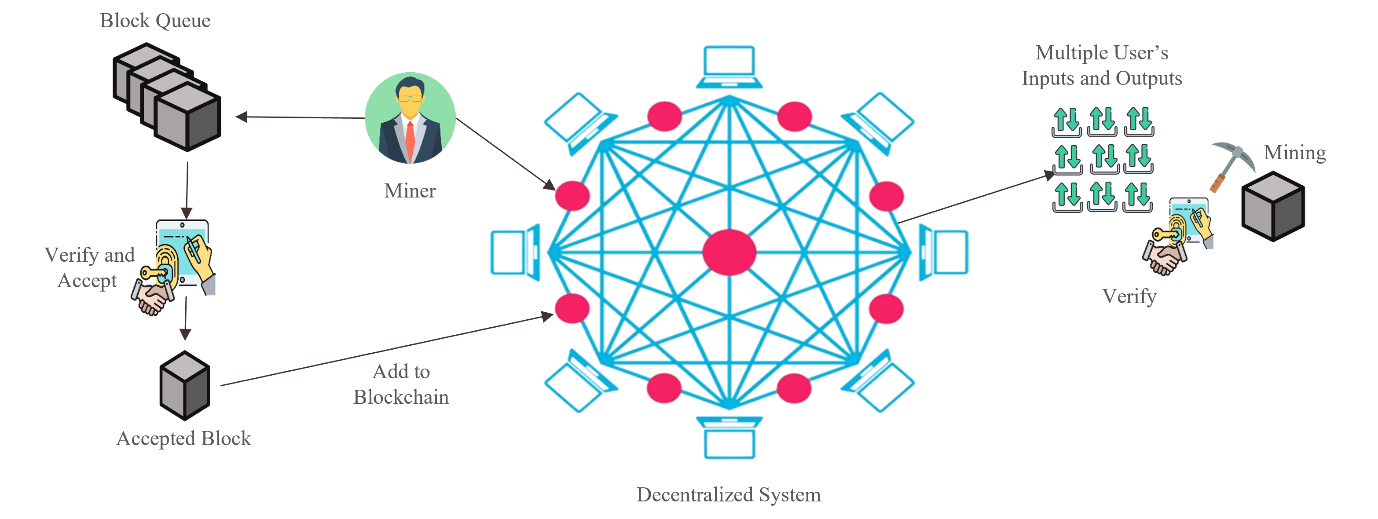 Block Queue
Miner
Verify and
Accept
Accepted Block
Add to
Blockchain
Decentralized System
Multiple User's
Inputs and Outputs
Mining
Verify